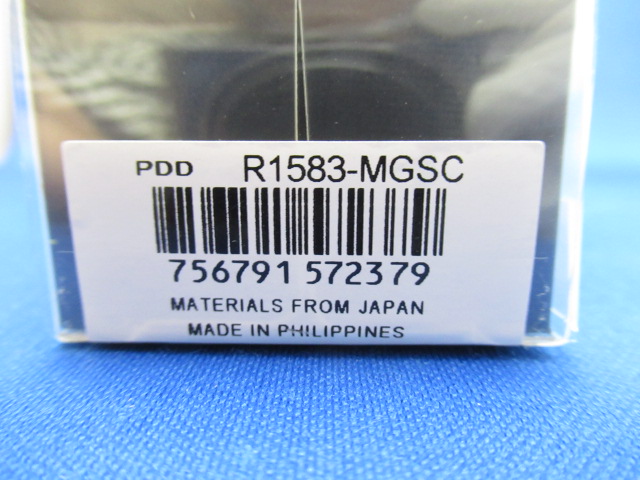 PDD R1583-MGSC
756791 572379
MATERIALS FROM JAPAN
MADE IN PHILIPPINES